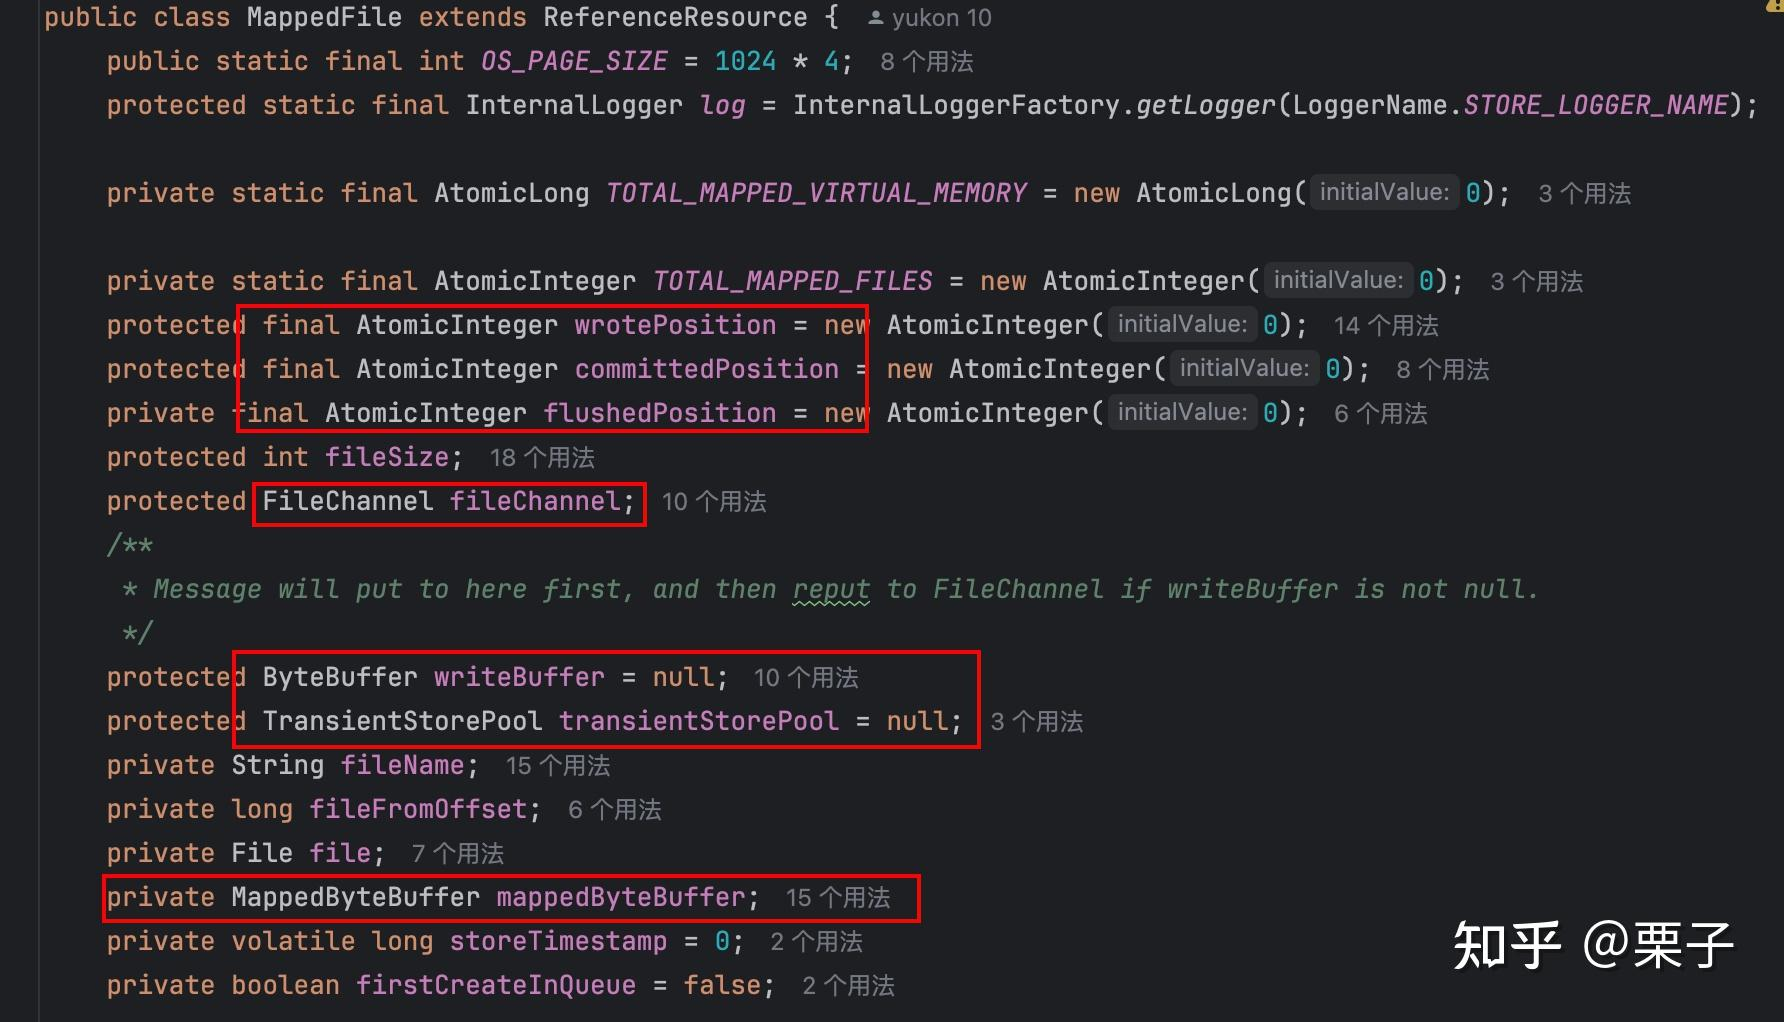 public class MappedFile extends ReferenceResource { yukon 10
public static final int OS_PAGE_SIZE = 1024 * 4; 8 个用法
protected static final InternalLogger log = InternalLoggerFactory.getLogger(LoggerName.STORE_LOGGER_NAME);
private static final AtomicLong TOTAL_MAPPED_VIRTUAL_MEMORY = new AtomicLong( initialValue: 0); 3 个用法
private static final AtomicInteger TOTAL_MAPPED_FILES = new AtomicInteger( initialValue: 0); 3 个用法
protected final AtomicInteger wrotePosition = new AtomicInteger( initialValue: 0); 14 个用法
protected final AtomicInteger committedPosition = new AtomicInteger( initialValue: 0); 8 个用法
private final AtomicInteger flushedPosition = new AtomicInteger( initialValue: 0); 6 个用法
protected int fileSize; 18 个用法
protected FileChannel fileChannel; 10 个用法
/**
* Message will put to here first, and then reput to FileChannel if writeBuffer is not null.
*/
protected ByteBuffer writeBuffer = null; 10 个用法
protected TransientStorePool transientStorePool = null; 3 个用法
private String fileName; 15 个用法
private long fileFromOffset; 6 个用法
private File file; 7 个用法
private MappedByteBuffer mappedByteBuffer; 15 个用法
private volatile long storeTimestamp = 0; 2 个用法
private boolean firstCreateInQueue = false; 2 个用法
知乎 @栗子